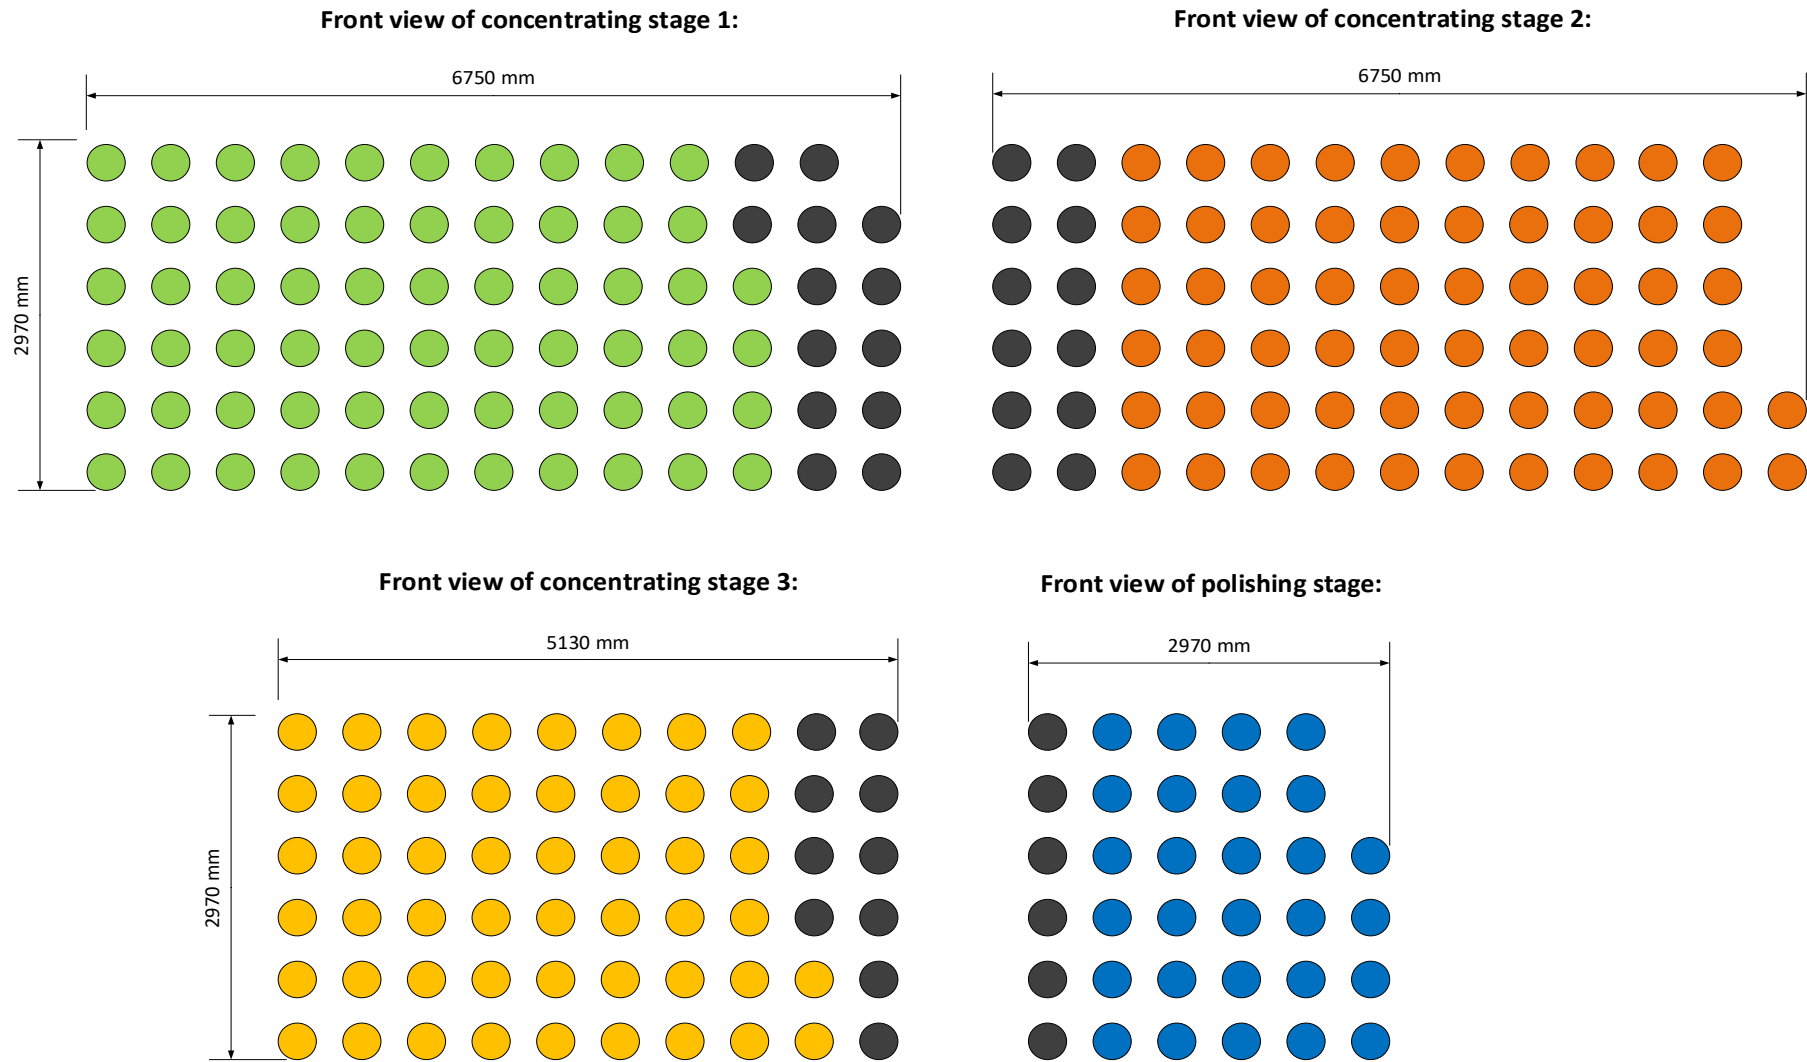 Front view of concentrating stage 1:
Front view of concentrating stage 2:
6750 mm
6750 mm
2970 mm
Front view of concentrating stage 3:
Front view of polishing stage:
5130 mm
2970 mm
2970 mm